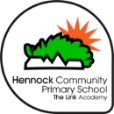 Hennock Community
Primary School
The Link Academy